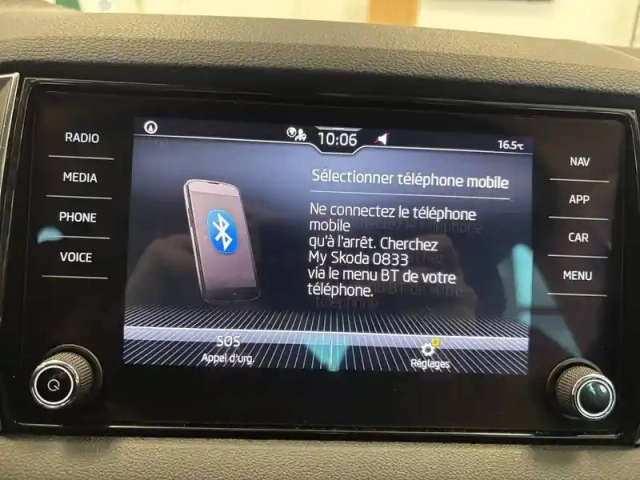 RADIO
MEDIA
PHONE
VOICE
10:06
16.5°C
Sélectionner téléphone mobile
Ne connectez le téléphone
mobile
qu'à l'arrêt. Cherchez
My Skoda 0833
via le menu BT de votre
téléphone.
SOS
Appel d'urg.
Réglages
NAV
APP
CAR
MENU